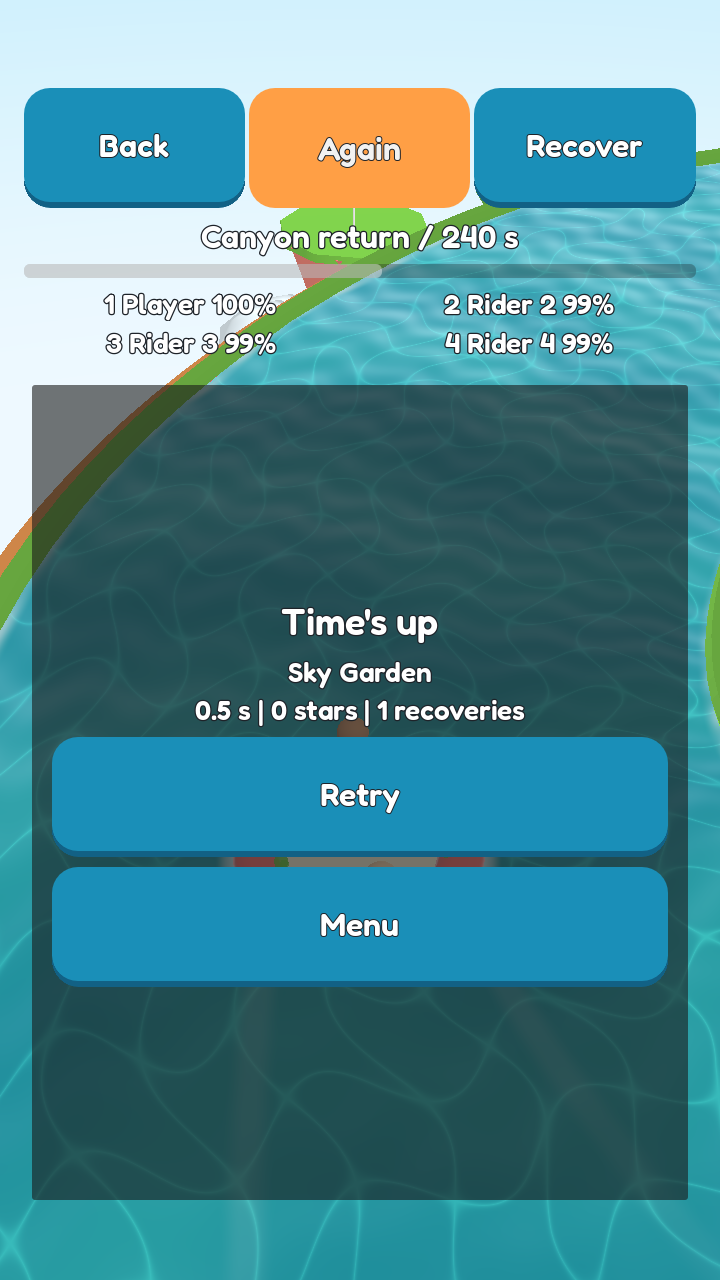 Back
Again
Recover
Canyon return / 240 s
1 Player 100%
2 Rider 2 99%
3 Rider 3 99%
4 Rider 4 99%
Time's up
Sky Garden
0.5 s | 0 stars | 1 recoveries
Retry
Menu